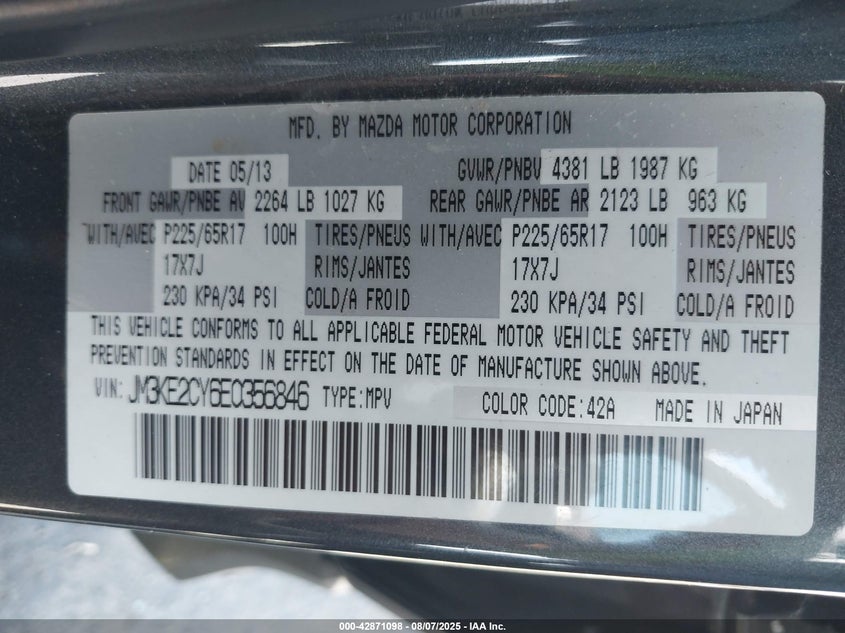 MFD. BY MAZDA MOTOR CORPORATION
DATE 05/13 GVWR/PNBV 4381 LB 1987 KG
FRONT GAWR/PNBE AV 2264 LB 1027 KG REAR GAWR/PNBE AR 2123 LB 963 KG
WITH/AVEC P225/65R17 100H TIRES/PNEUS WITH/AVEC P225/65R17 100H TIRES/PNEUS
17X7J RIMS/JANTES 17X7J RIMS/JANTES
230 KPA/34 PSI COLD/A FROID 230 KPA/34 PSI COLD/A FROID
THIS VEHICLE CONFORMS TO ALL APPLICABLE FEDERAL MOTOR VEHICLE SAFETY AND THEFT
PREVENTION STANDARDS IN EFFECT ON THE DATE OF MANUFACTURE SHOWN ABOVE.
VIN: JM3KE2CY6E0356846 TYPE:MPV COLOR CODE:42A MADE IN JAPAN
000-42871098 - 08/07/2025 - IAA Inc.